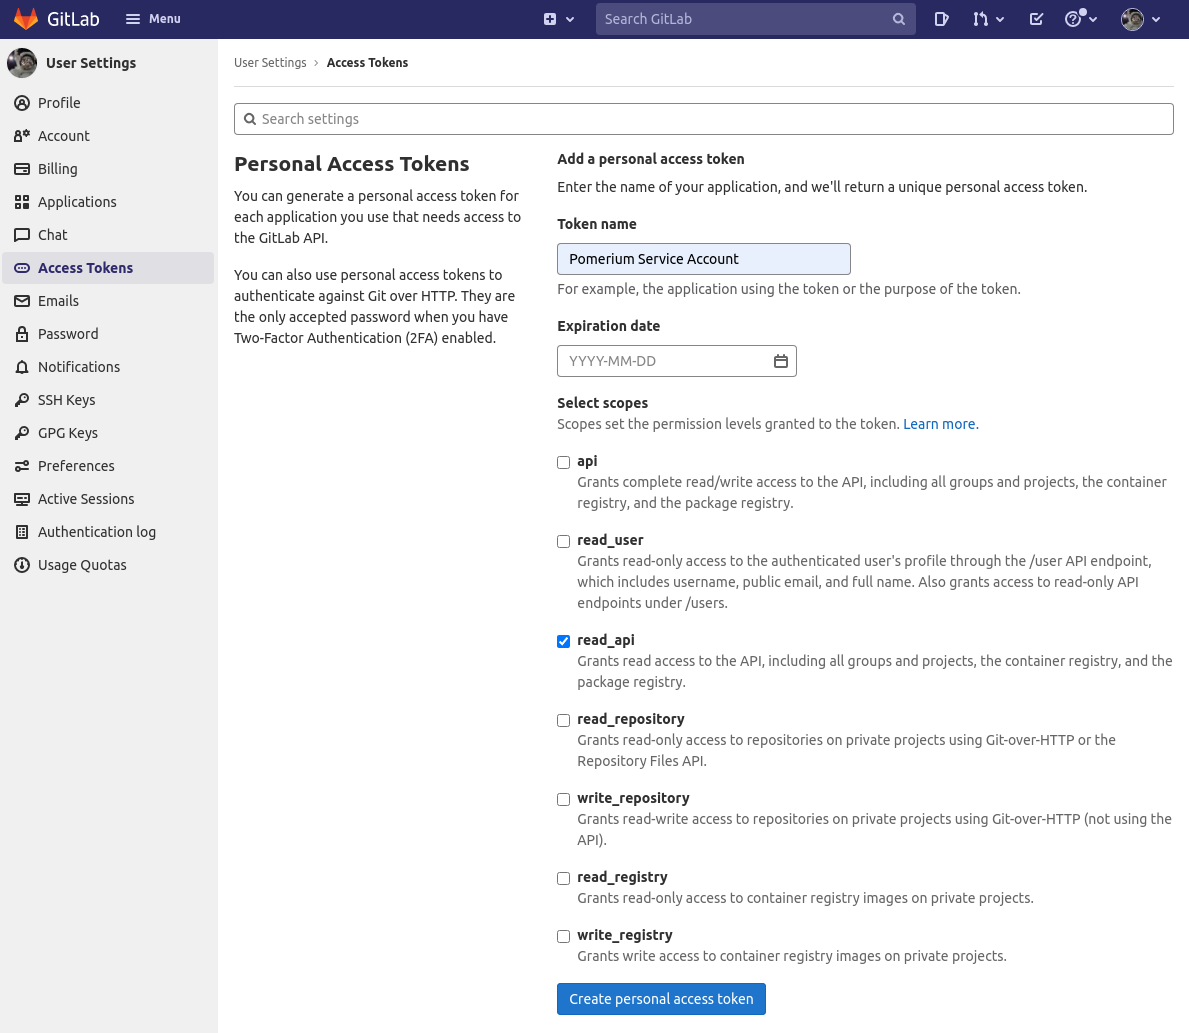 GitLab
Menu
Search GitLab
User Settings
Profile
Account
Billing
Applications
Chat
Access Tokens
Emails
Password
Notifications
SSH Keys
GPG Keys
Preferences
Active Sessions
Authentication log
Usage Quotas
User Settings > Access Tokens
Search settings
Personal Access Tokens
You can generate a personal access token for
each application you use that needs access to
the GitLab API.
You can also use personal access tokens to
authenticate against Git over HTTP. They are
the only accepted password when you have
Two-Factor Authentication (2FA) enabled.
Add a personal access token
Enter the name of your application, and we'll return a unique personal access token.
Token name
Pomerium Service Account
For example, the application using the token or the purpose of the token.
Expiration date
YYYY-MM-DD
Select scopes
Scopes set the permission levels granted to the token. Learn more.
api
Grants complete read/write access to the API, including all groups and projects, the container
registry, and the package registry.
read_user
Grants read-only access to the authenticated user's profile through the /user API endpoint,
which includes username, public email, and full name. Also grants access to read-only API
endpoints under /users.
read_api
Grants read access to the API, including all groups and projects, the container registry, and the
package registry.
read_repository
Grants read-only access to repositories on private projects using Git-over-HTTP or the
Repository Files API.
write_repository
Grants read-write access to repositories on private projects using Git-over-HTTP (not using the
API).
read_registry
Grants read-only access to container registry images on private projects.
write_registry
Grants write access to container registry images on private projects.
Create personal access token